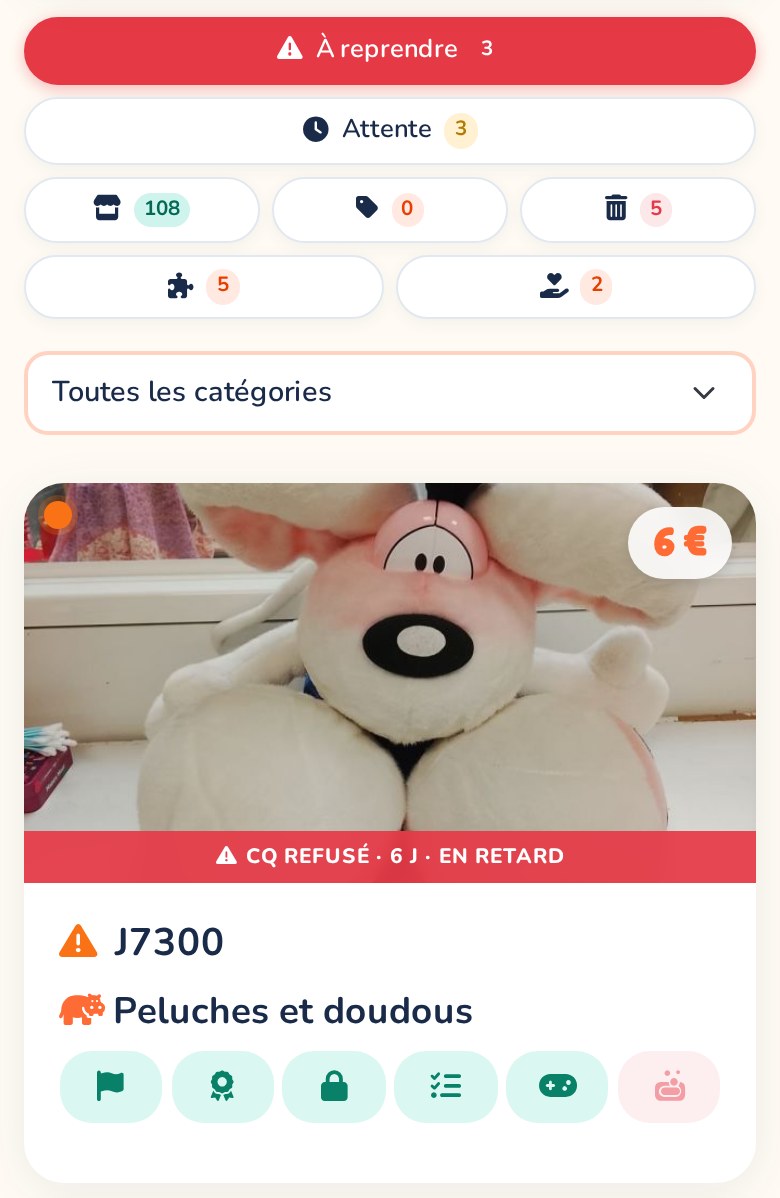 À reprendre 3
Attente 3
108 0 5
5 2
Toutes les catégories
6 €
CQ REFUSÉ · 6 J · EN RETARD
J7300
Peluches et doudous